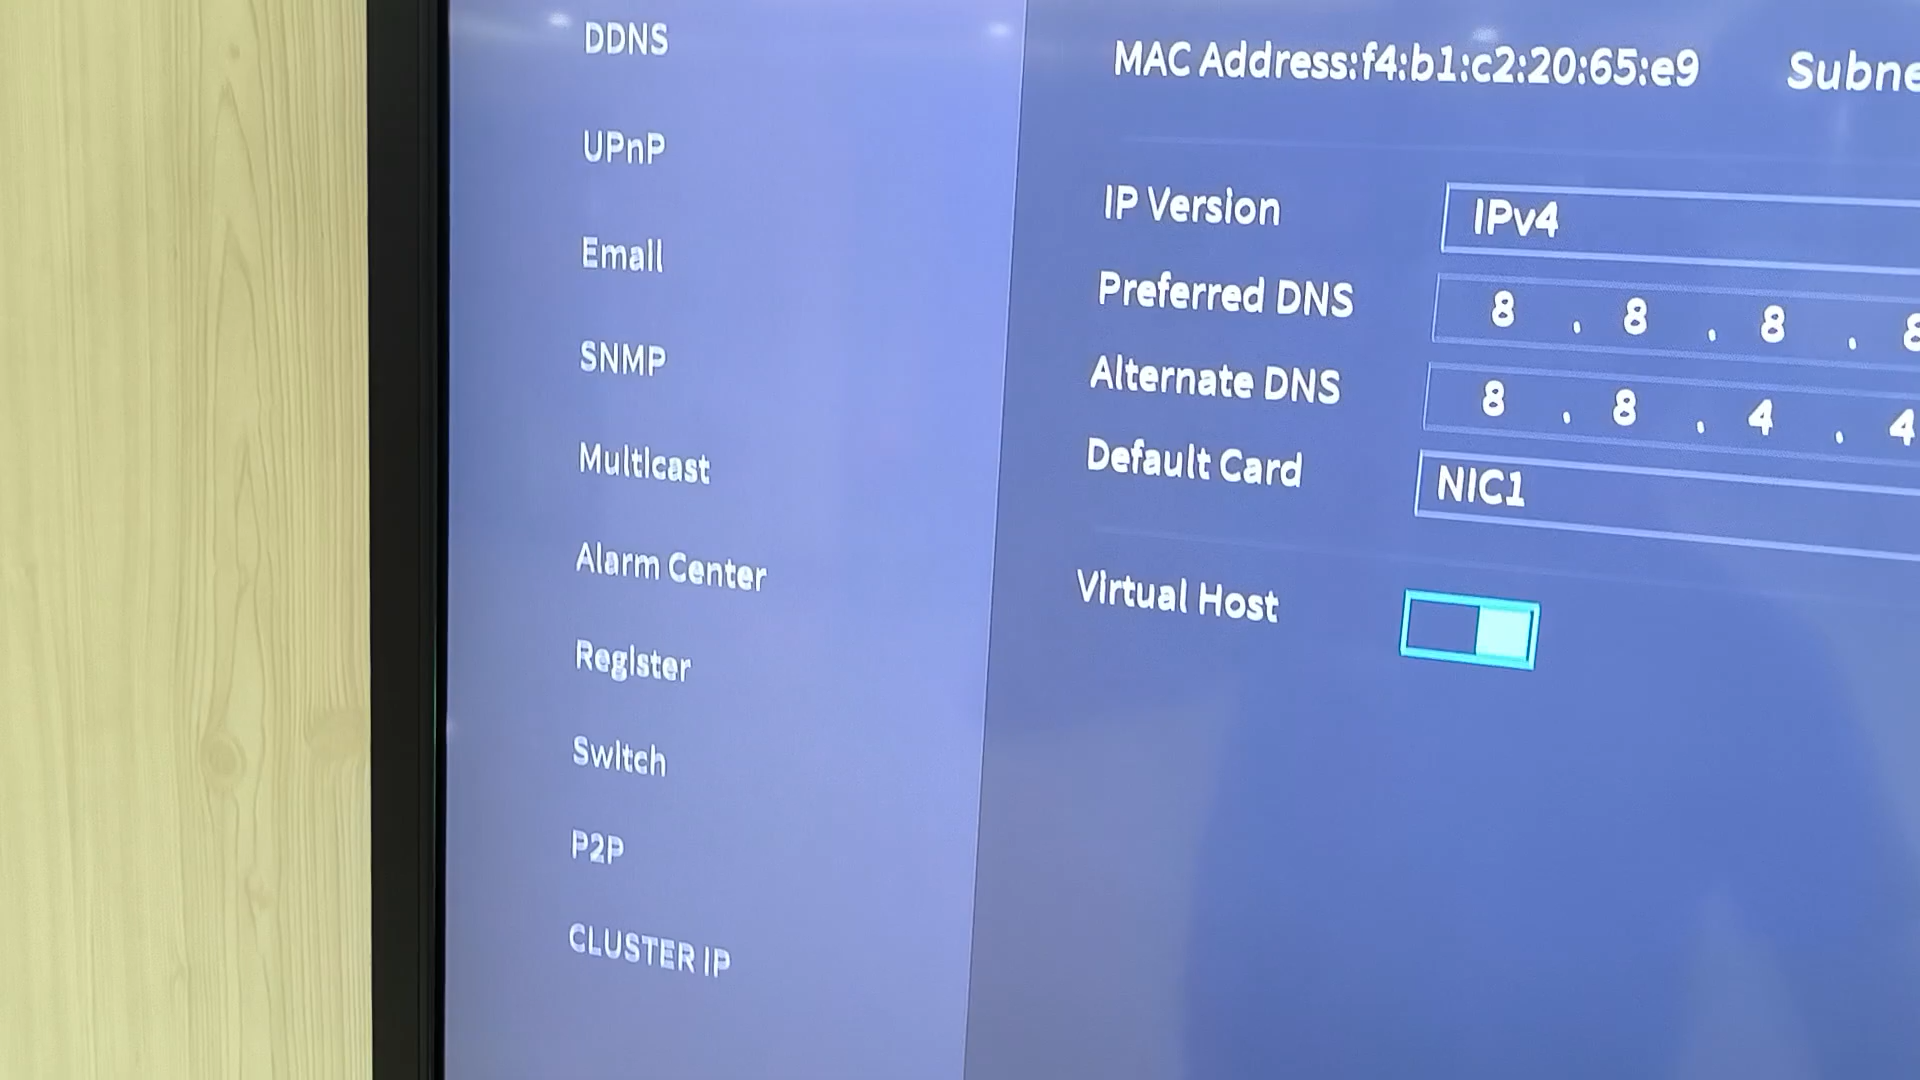 DDNS
UPnP
Email
SNMP
Multicast
Alarm Center
Register
Switch
P2P
CLUSTER IP
MAC Address:f4:b1:c2:20:65:e9 Subne
IP Version IPv4
Preferred DNS 8 . 8 . 8 . 8
Alternate DNS 8 . 8 . 4 . 4
Default Card NIC1
Virtual Host